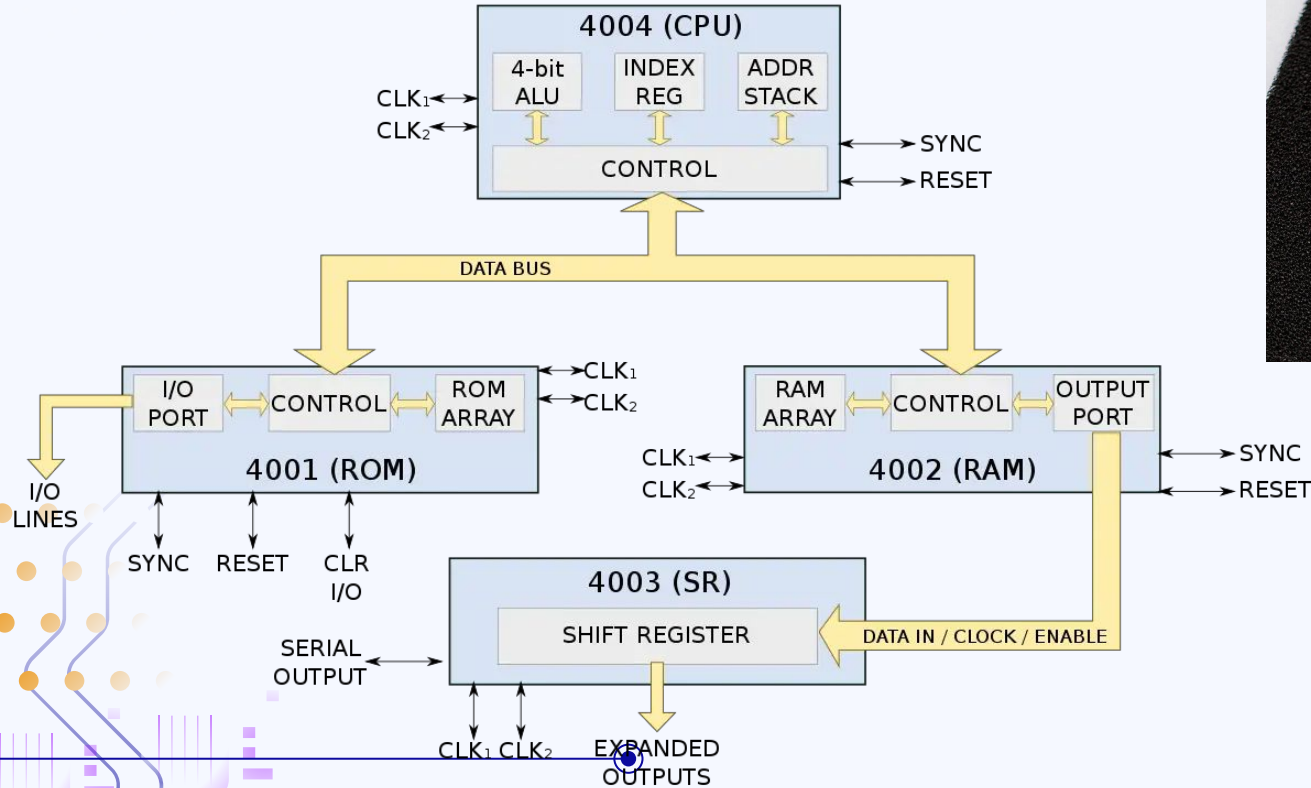 4004 (CPU)
4-bit
ALU
INDEX
REG
ADDR
STACK
CLK₁
CLK₂
CONTROL
SYNC
RESET
DATA BUS
I/O
PORT
CONTROL
ROM
ARRAY
CLK₁
CLK₂
4001 (ROM)
I/O
LINES
SYNC
RESET
CLR
I/O
RAM
ARRAY
CONTROL
OUTPUT
PORT
CLK₁
CLK₂
4002 (RAM)
SYNC
RESET
4003 (SR)
SHIFT REGISTER
DATA IN / CLOCK / ENABLE
SERIAL
OUTPUT
CLK₁ CLK₂
EXPANDED
OUTPUTS